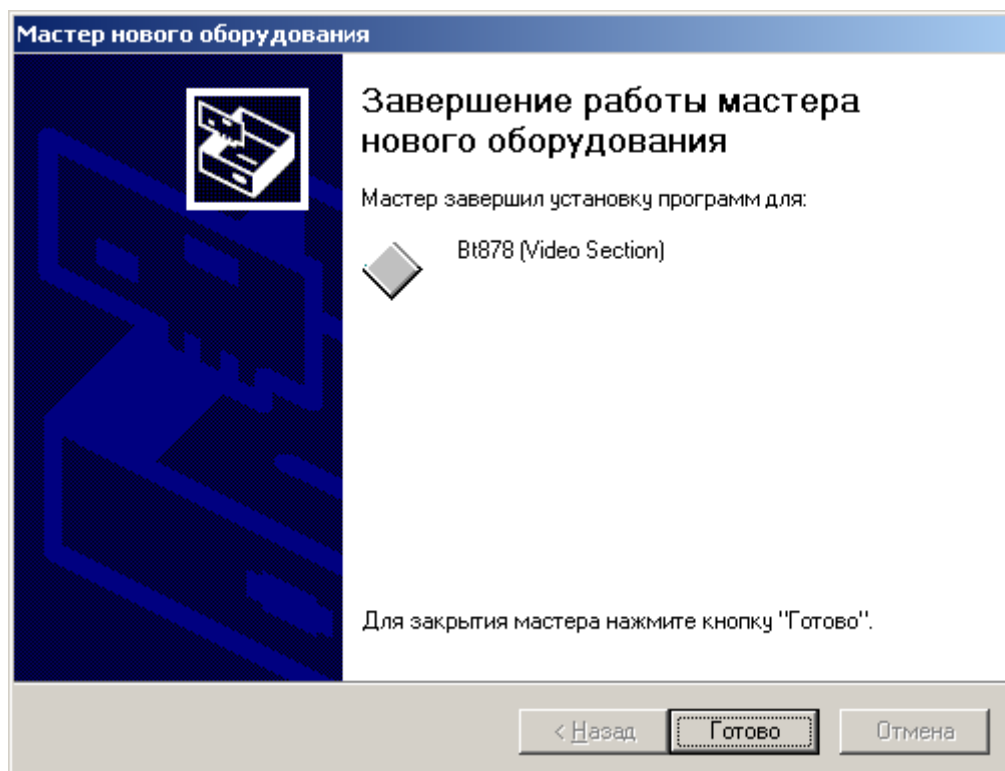 Мастер нового оборудования
Завершение работы мастера
нового оборудования
Мастер завершил установку программ для:
Bt878 (Video Section)
Для закрытия мастера нажмите кнопку "Готово".
< Назад
Готово
Отмена